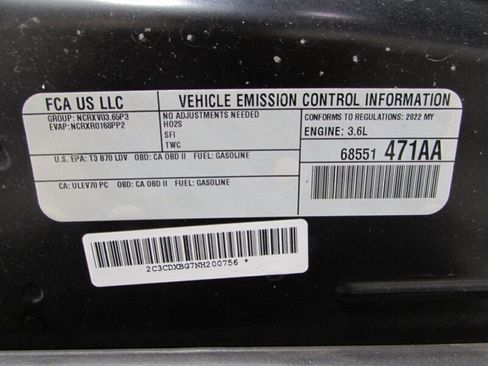 FCA US LLC
VEHICLE EMISSION CONTROL INFORMATION
GROUP: NCRXV03.65P3
EVAP: NCRXR0168PP2
NO ADJUSTMENTS NEEDED
HO2S
SFI
TWC
CONFORMS TO REGULATIONS: 2022 MY
ENGINE: 3.6L
U.S. EPA: T3 B70 LDV OBD: CA OBD II FUEL: GASOLINE
68551 471AA
CA: ULEV70 PC OBD: CA OBD II FUEL: GASOLINE
2C3CDXBG7NH200756 *